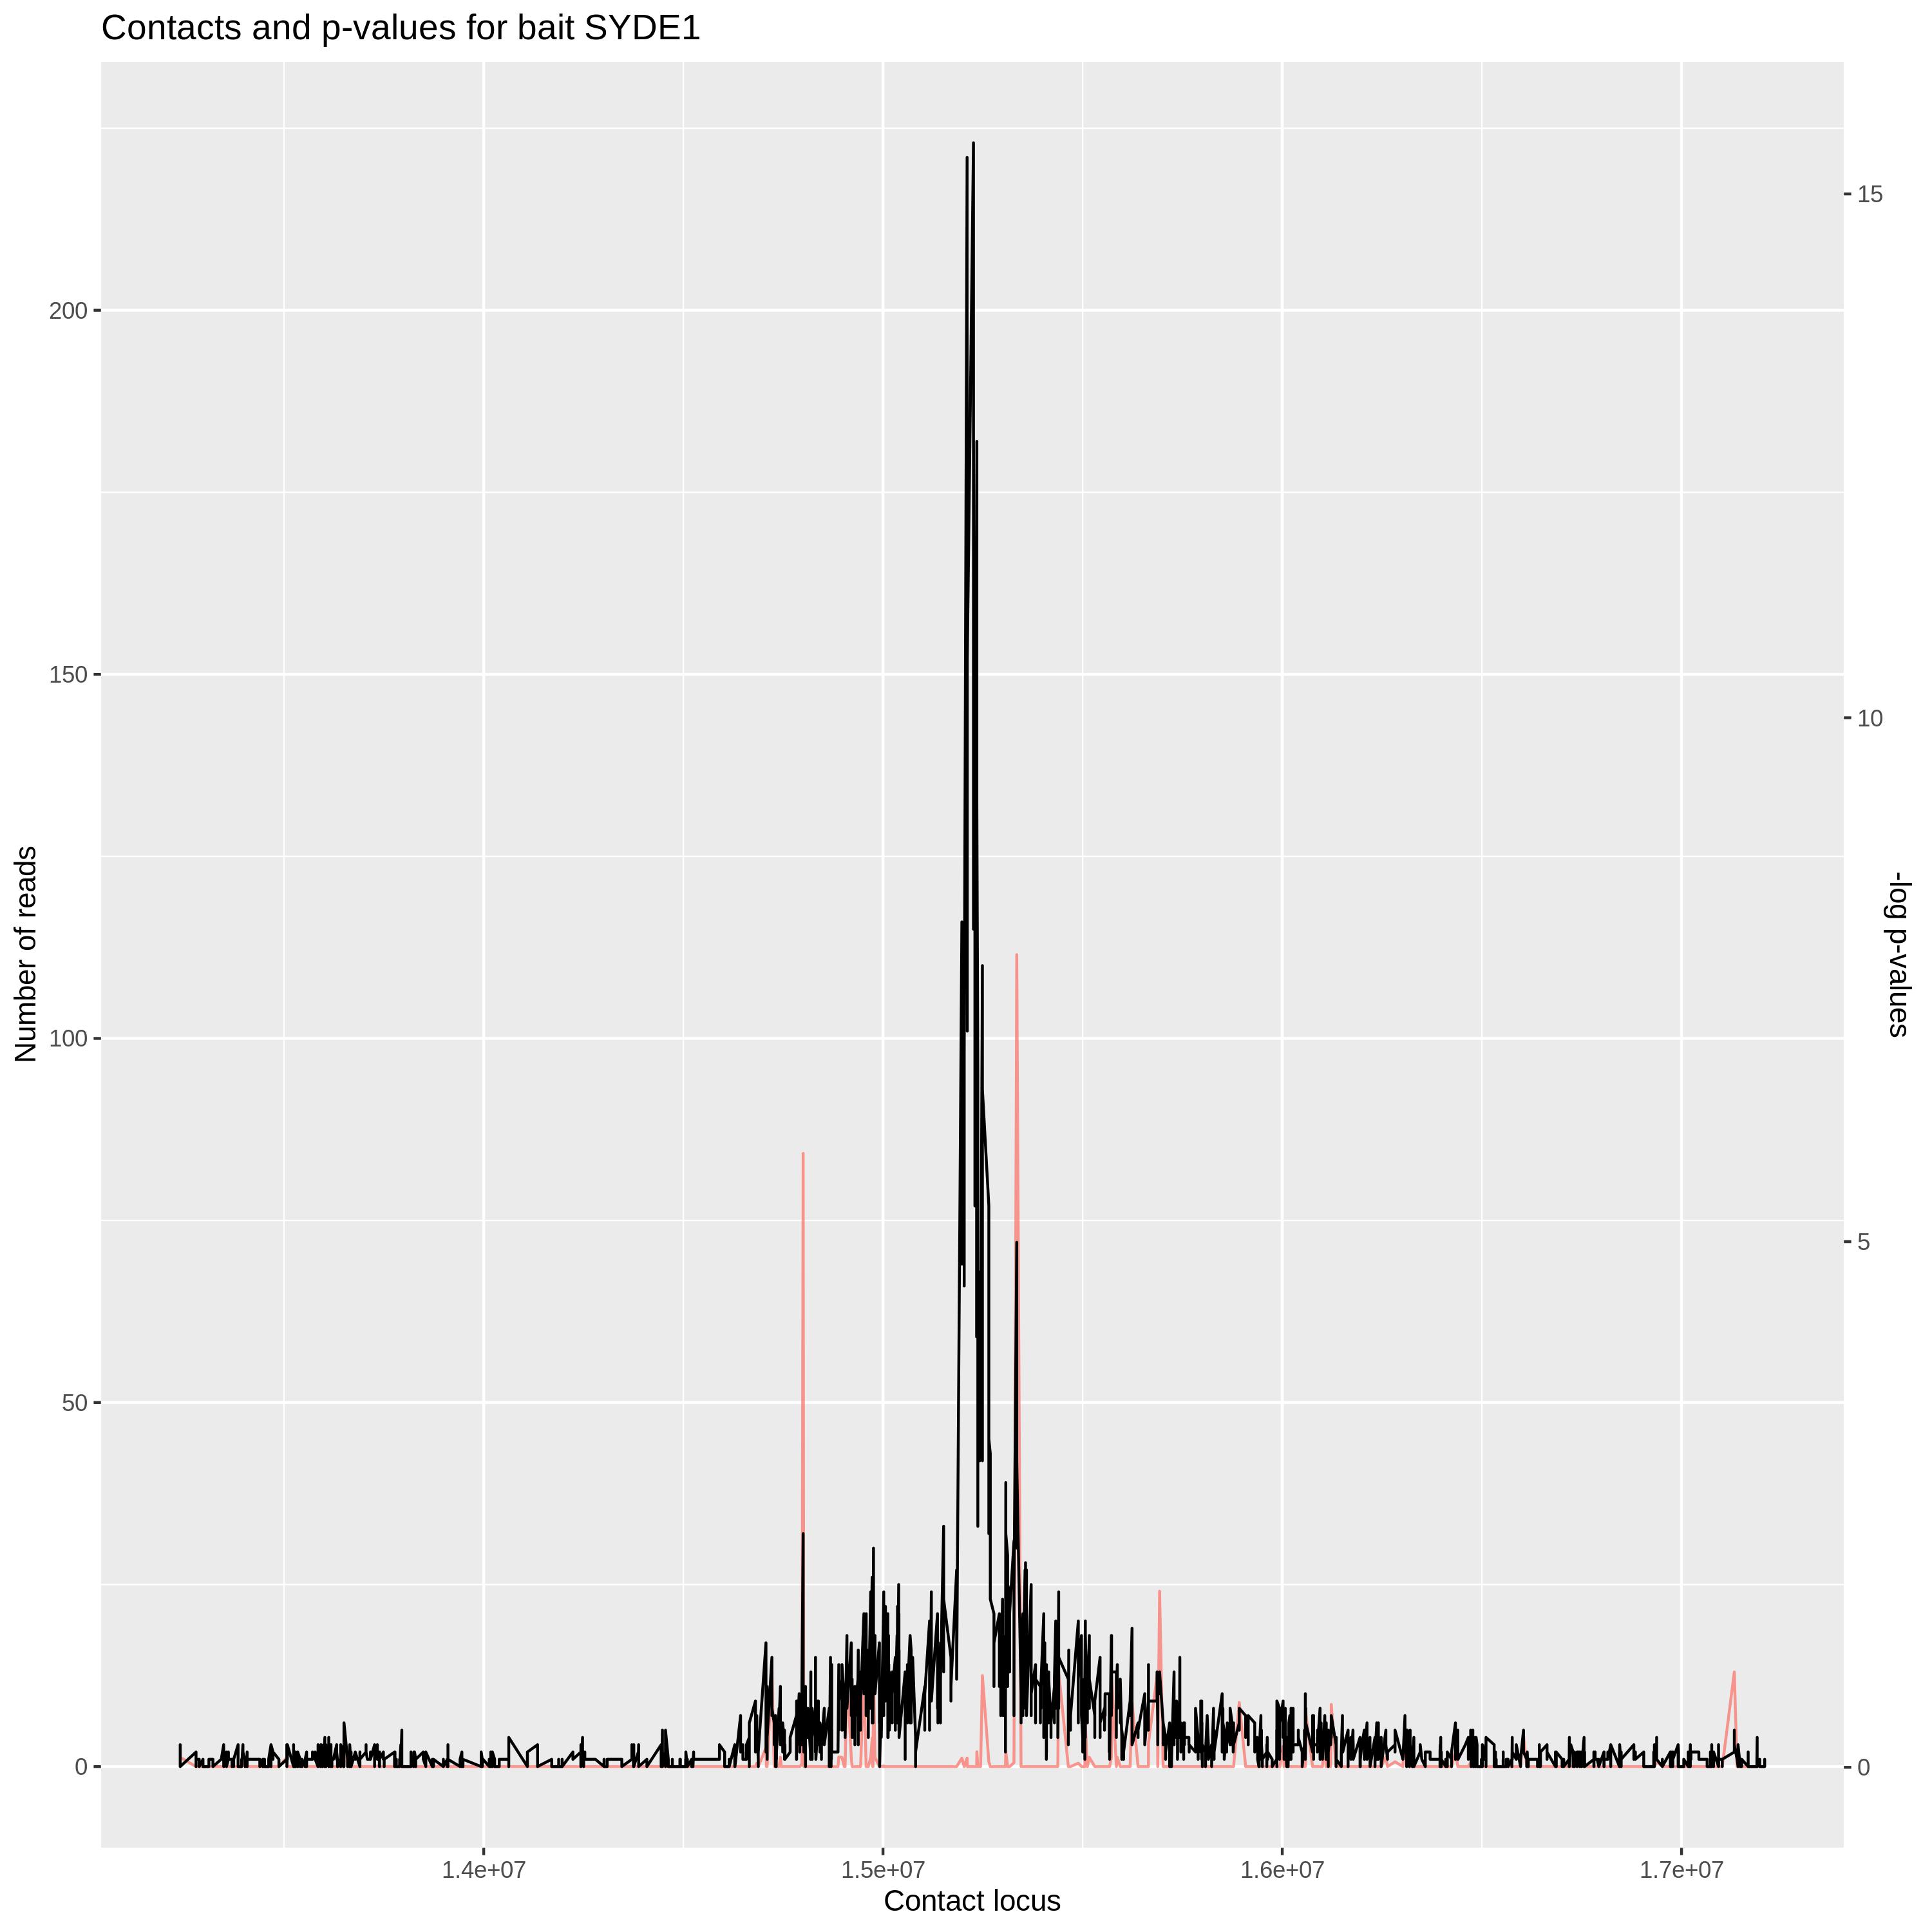 Contacts and p-values for bait SYDE1
200
150
100
50
0
Number of reads
15
10
5
0
-log p-values
1.4e+07
1.5e+07
1.6e+07
1.7e+07
Contact locus